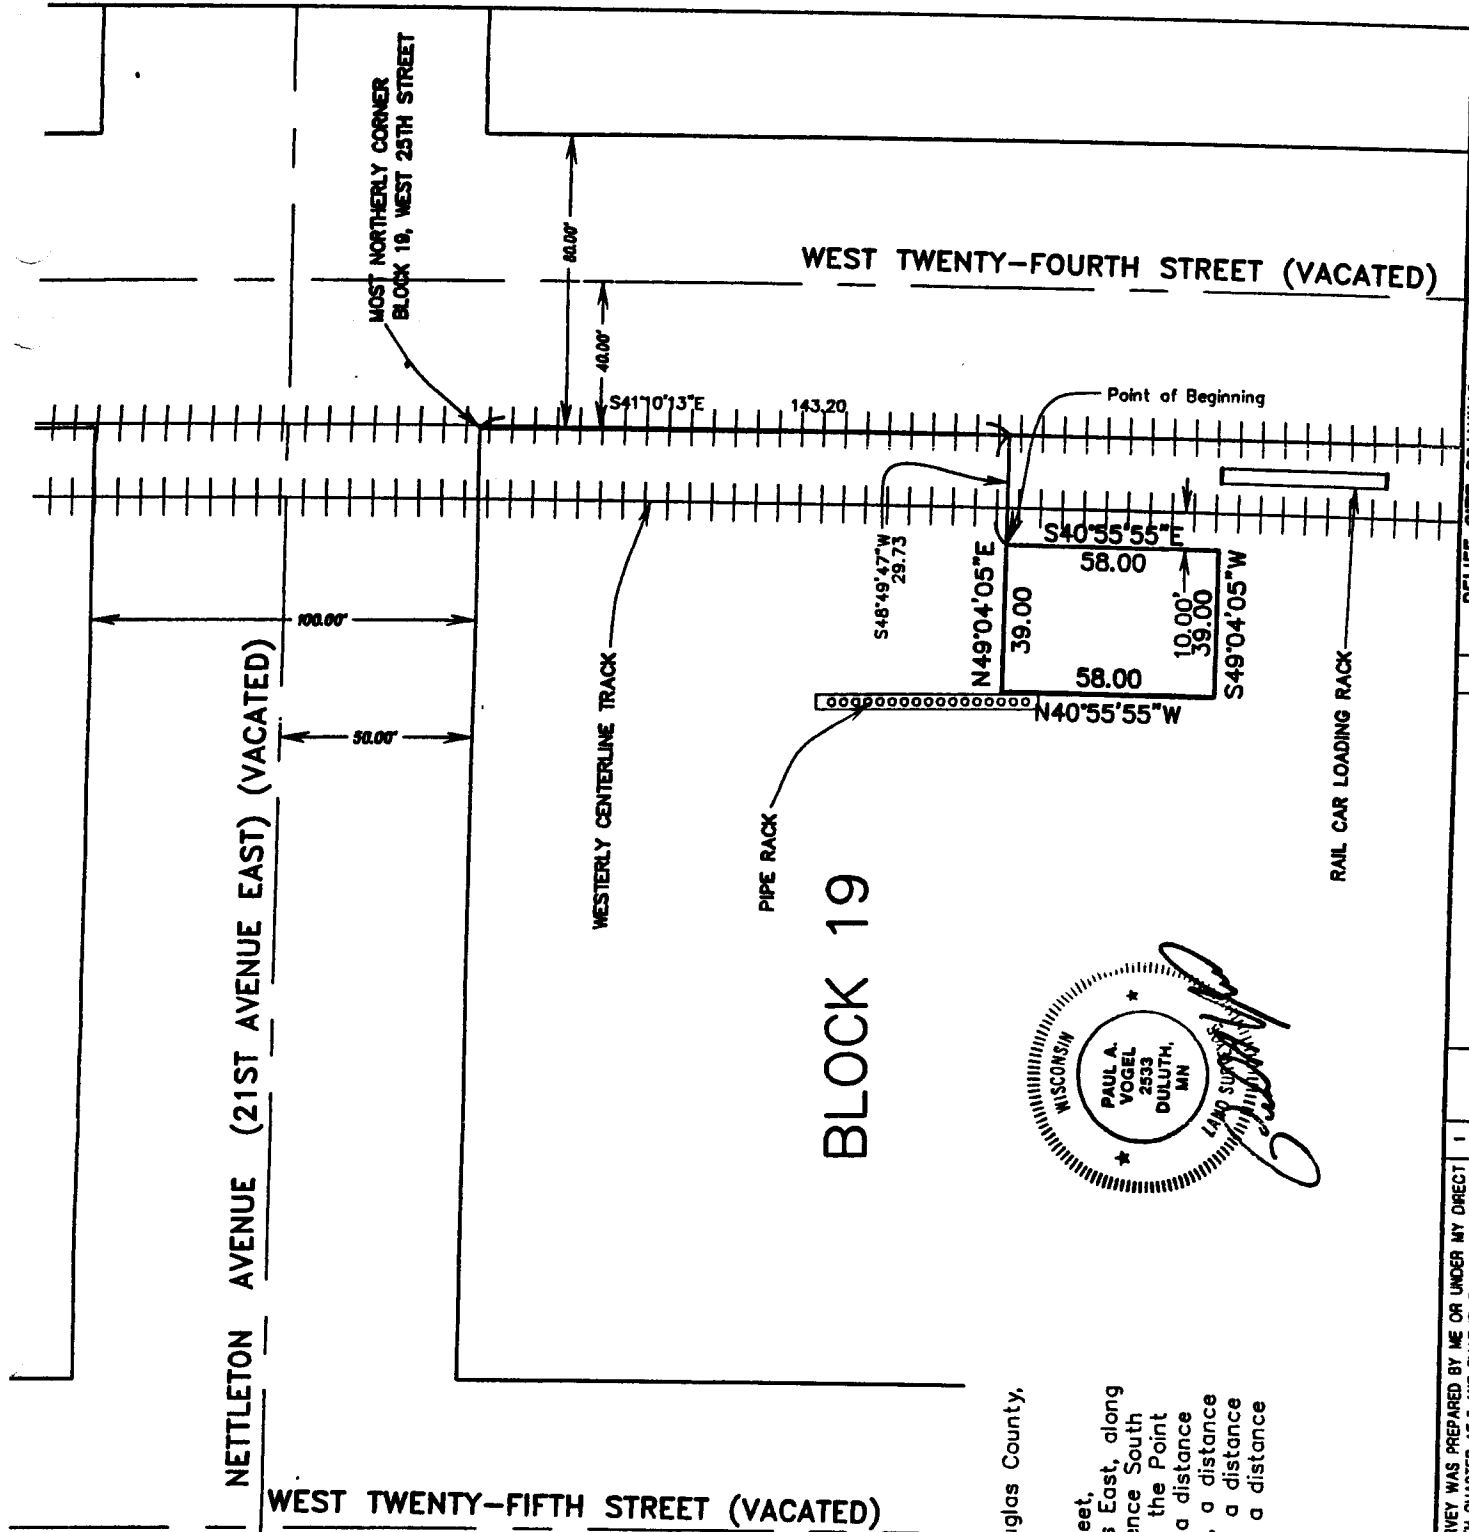 MOST NORTHERLY CORNER
BLOCK 19, WEST 25TH STREET
80.00'
WEST TWENTY-FOURTH STREET (VACATED)
40.00'
S41°10'13"E
143.20
Point of Beginning
S48°49'47"W
29.73
S40°55'55"E
58.00
N49°04'05"E
39.00
10.00'
39.00
S49°04'05"W
58.00
N40°55'55"W
100.00'
50.00'
NETTLETON AVENUE (21ST AVENUE EAST) (VACATED)
WESTERLY CENTERLINE TRACK
PIPE RACK
RAIL CAR LOADING RACK
BLOCK 19
WISCONSIN
PAUL A.
VOGEL
2533
DULUTH,
MN
LAND
WEST TWENTY-FIFTH STREET (VACATED)
uglas County,
eet,
s East, along
ence South
the Point
a distance
, a distance
a distance
a distance
RVEY WAS PREPARED BY ME OR UNDER MY DIRECT
1